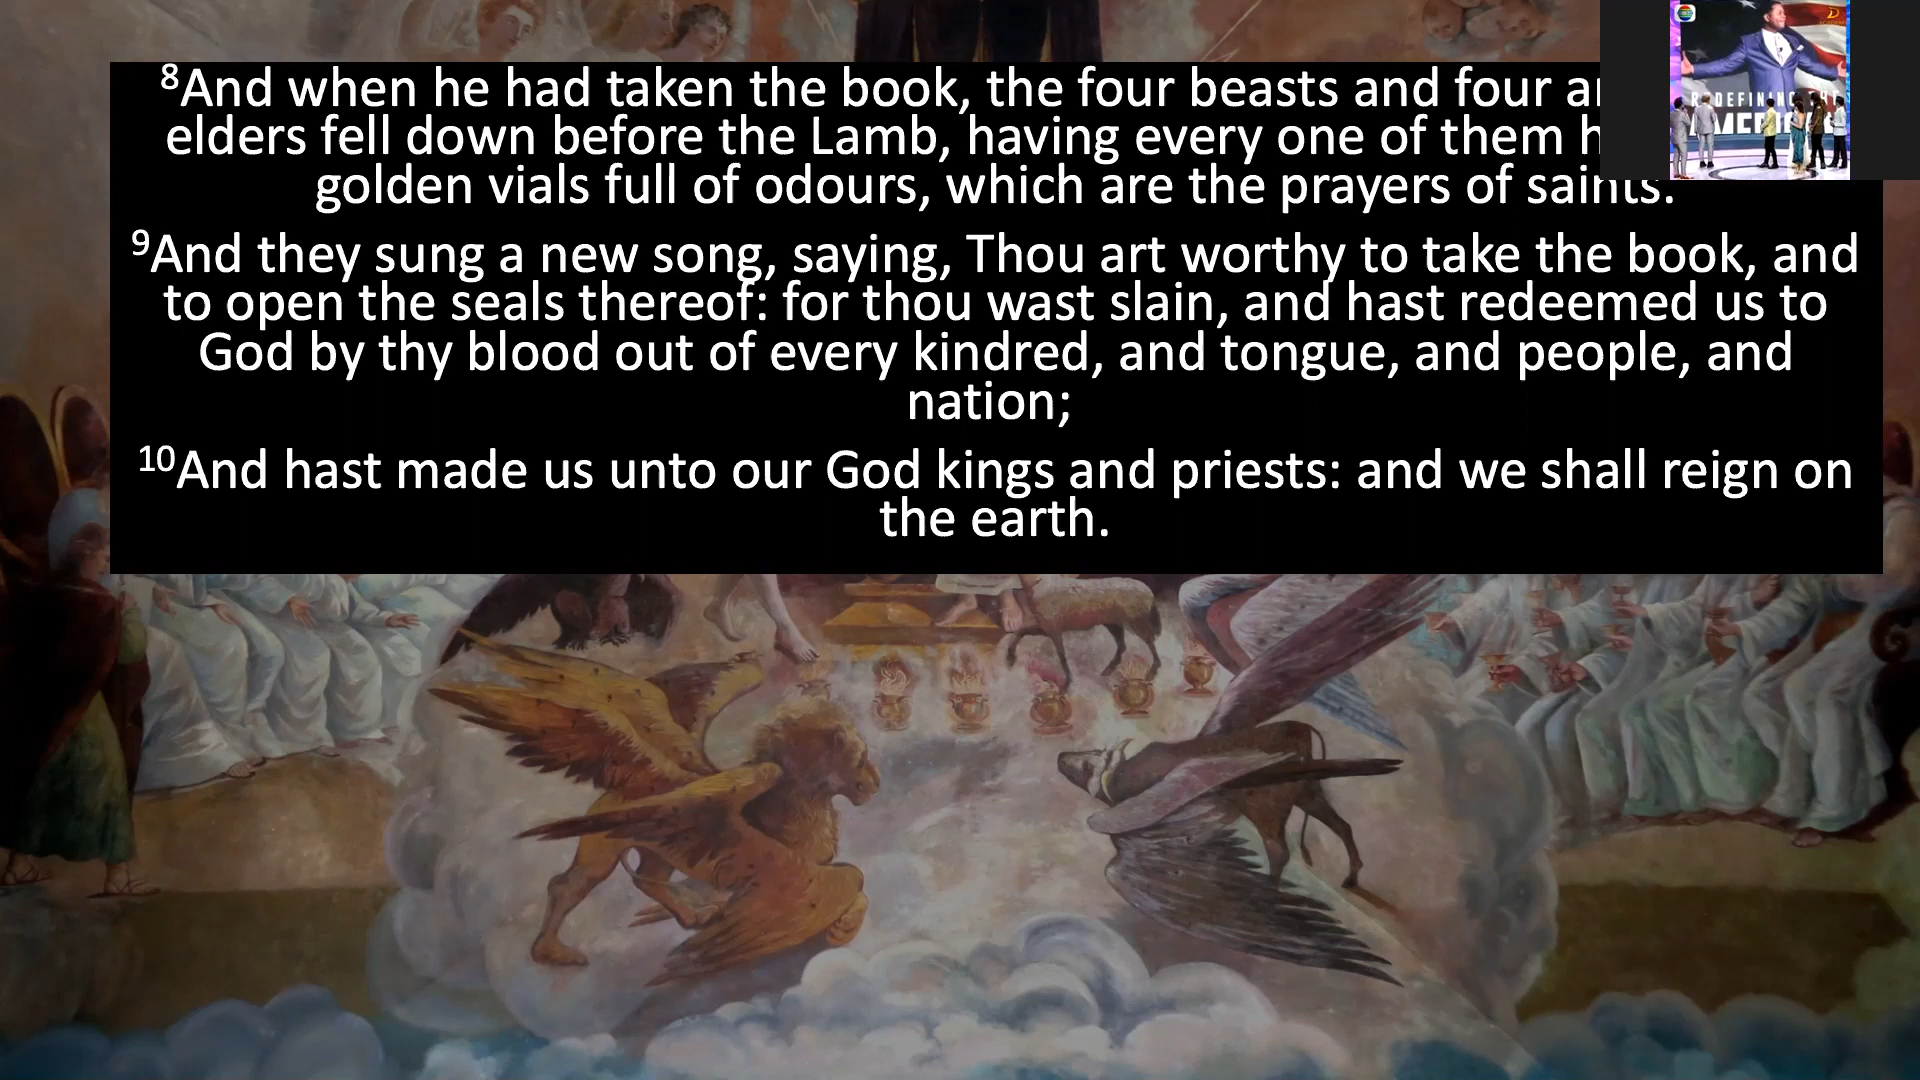 8And when he had taken the book, the four beasts and four
elders fell down before the Lamb, having every one of them
golden vials full of odours, which are the prayers of saints.
9And they sung a new song, saying, Thou art worthy to take the book, and
to open the seals thereof: for thou wast slain, and hast redeemed us to
God by thy blood out of every kindred, and tongue, and people, and
nation;
10And hast made us unto our God kings and priests: and we shall reign on
the earth.